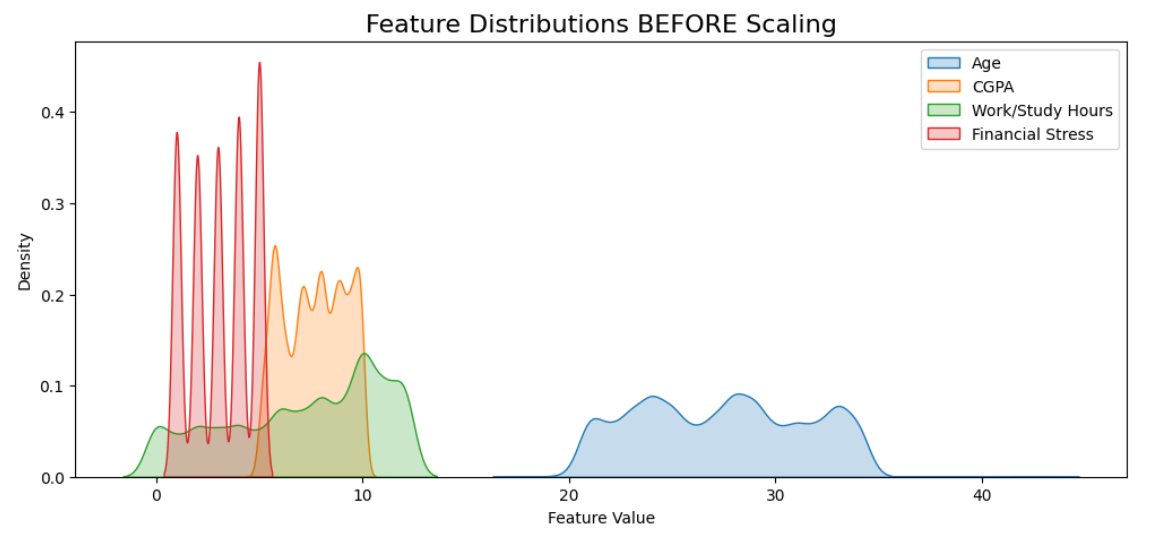 Feature Distributions BEFORE Scaling
Age
CGPA
Work/Study Hours
Financial Stress
Density
0.4
0.3
0.2
0.1
0.0
0 10 20 30 40
Feature Value